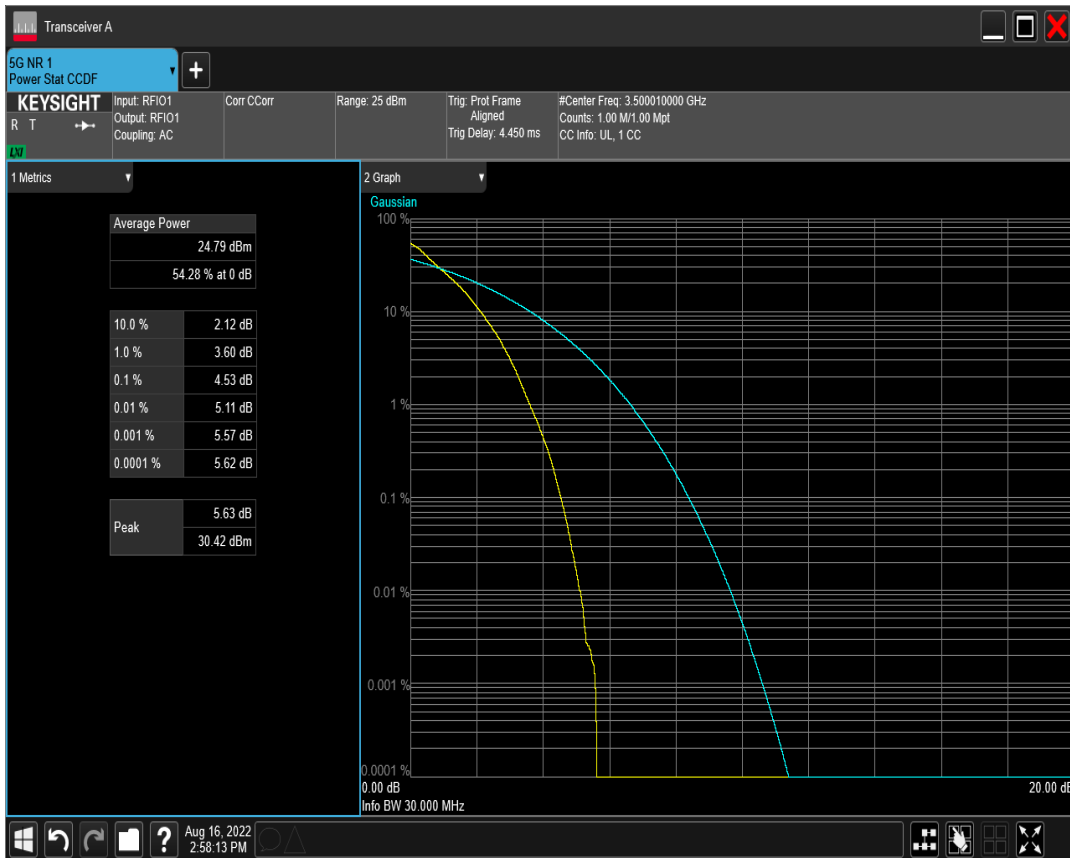 Transceiver A
5G NR 1
Power Stat CCDF
KEYSIGHT
R T
LXI
Input: RFIO1
Output: RFIO1
Coupling: AC
Corr CCorr
Range: 25 dBm
Trig: Prot Frame
Aligned
Trig Delay: 4.450 ms
#Center Freq: 3.500010000 GHz
Counts: 1.00 M/1.00 Mpt
CC Info: UL, 1 CC
1 Metrics
Average Power
24.79 dBm
54.28 % at 0 dB
10.0 % 2.12 dB
1.0 % 3.60 dB
0.1 % 4.53 dB
0.01 % 5.11 dB
0.001 % 5.57 dB
0.0001 % 5.62 dB
Peak
5.63 dB
30.42 dBm
2 Graph
Gaussian
100 %
10 %
1 %
0.1 %
0.01 %
0.001 %
0.0001 %
0.00 dB 20.00 dB
Info BW 30.000 MHz
Aug 16, 2022
2:58:13 PM